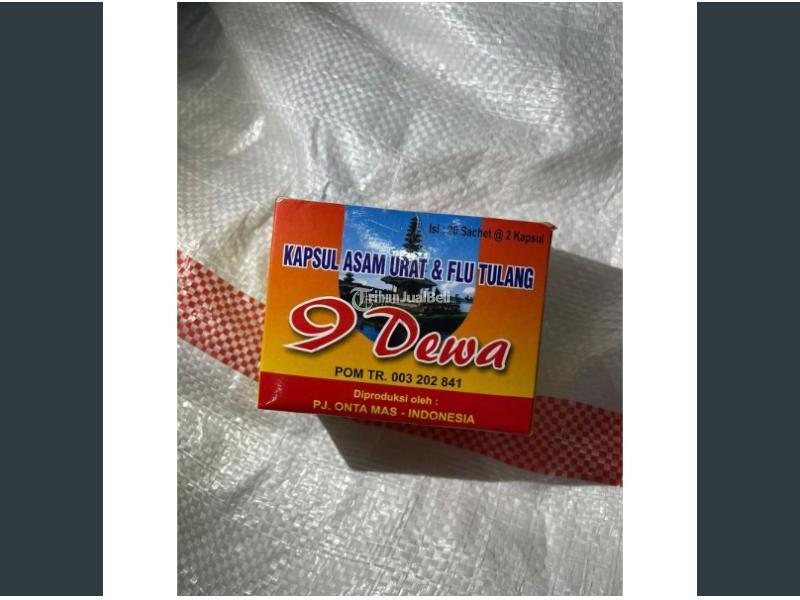 Isi : 20 Sachet @ 2 Kapsul
KAPSUL ASAM URAT & FLU TULANG
TribunJualBeli
9 Dewa
POM TR. 003 202 841
Diproduksi oleh :
PJ. ONTA MAS - INDONESIA